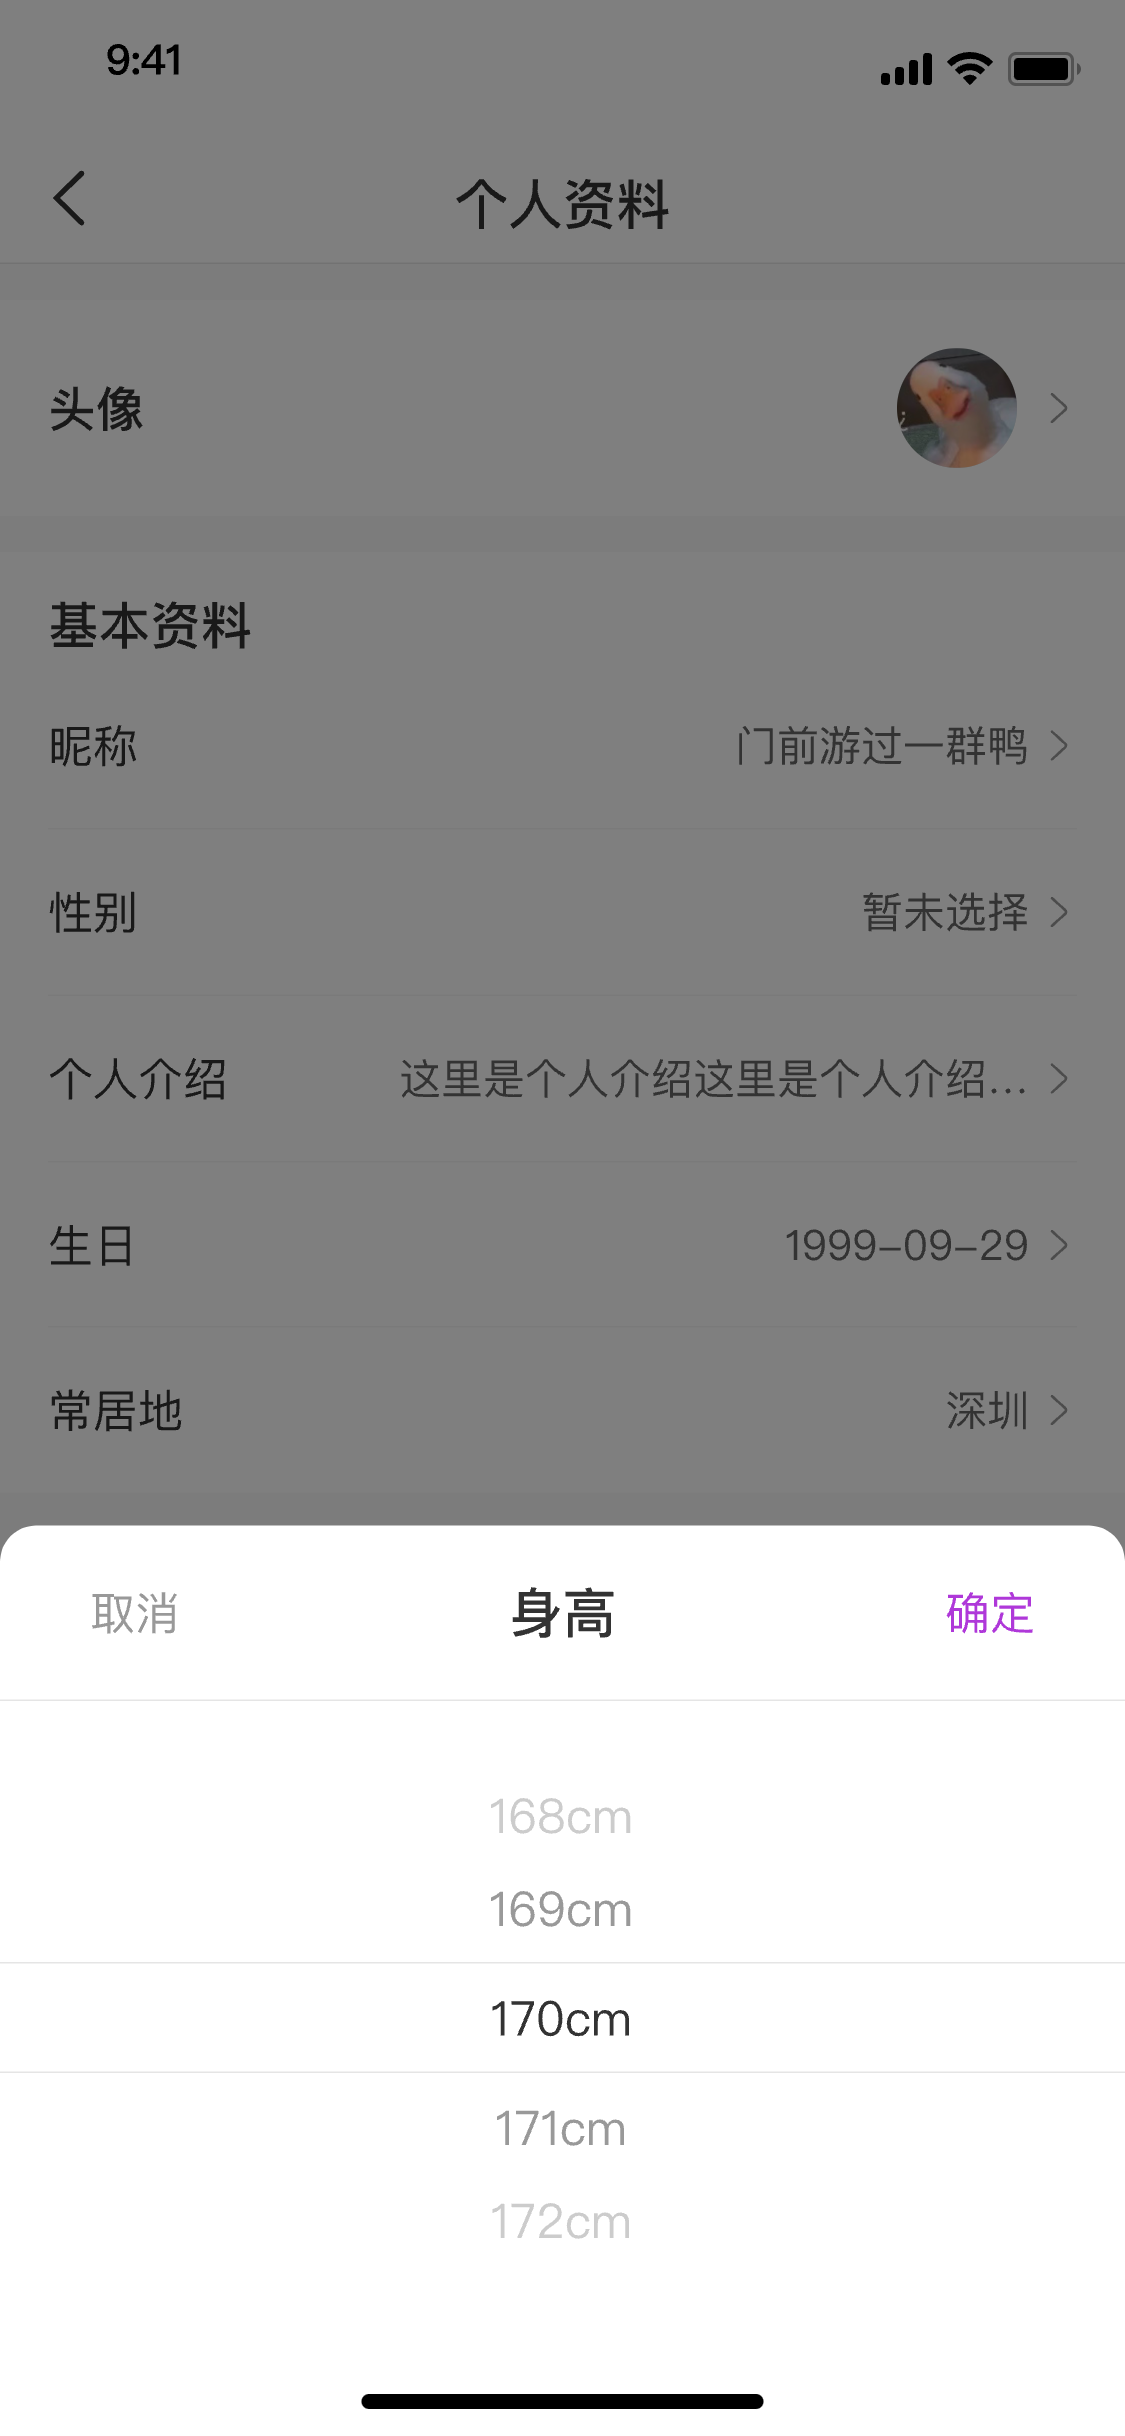 9:41
个人资料
头像
基本资料
昵称 门前游过一群鸭
性别 暂未选择
个人介绍 这里是个人介绍这里是个人介绍...
生日 1999-09-29
常居地 深圳
取消 身高 确定
168cm
169cm
170cm
171cm
172cm